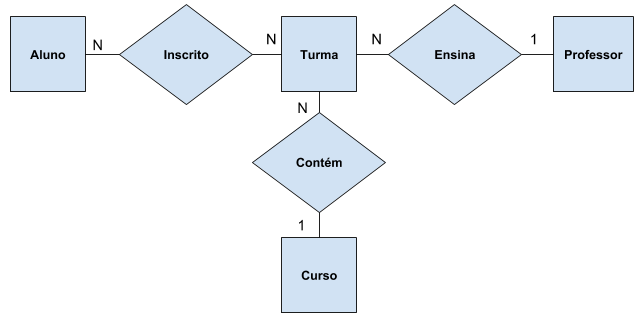 Aluno
N
Inscrito
N
Turma
N
Ensina
1
Professor
N
Contém
1
Curso